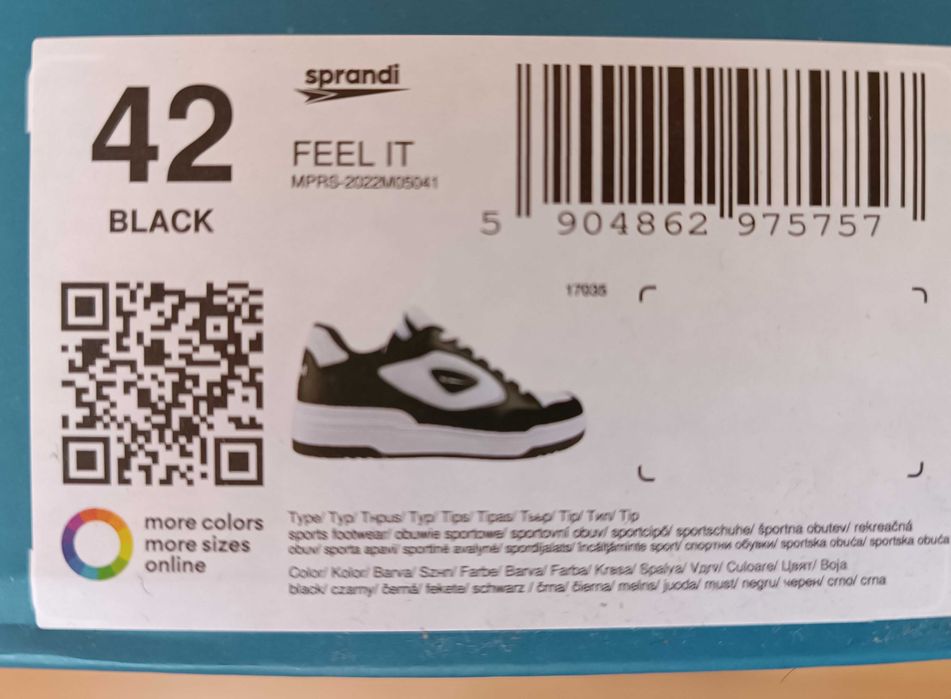 42
BLACK
sprandi
FEEL IT
MPRS-2022M05041
5 904862 975757
17035
more colors
more sizes
online
Type/ Typ/ Típus/ Typ/ Tips/ Tipas/ Tip/ Тип/ Tip
sports footwear/ obuwie sportowe/ sportovní obuv/ sportcipő/ sportschuhe/ športna obutev/ rekreačná
obuv/ sporta apavi/ sportinė avalynė/ spordijalats/ încălțăminte sport/ спортни обувки/ sportska obuća/ sportska obuća
Color/ Kolor/ Barva/ Szín/ Farbe/ Barva/ Farba/ Krāsa/ Spalva/ Värv/ Culoare/ Цвят/ Boja
black/ czarny/ černá/ fekete/ schwarz / črna/ čierna/ melns/ juoda/ must/ negru/ черен/ crno/ crna